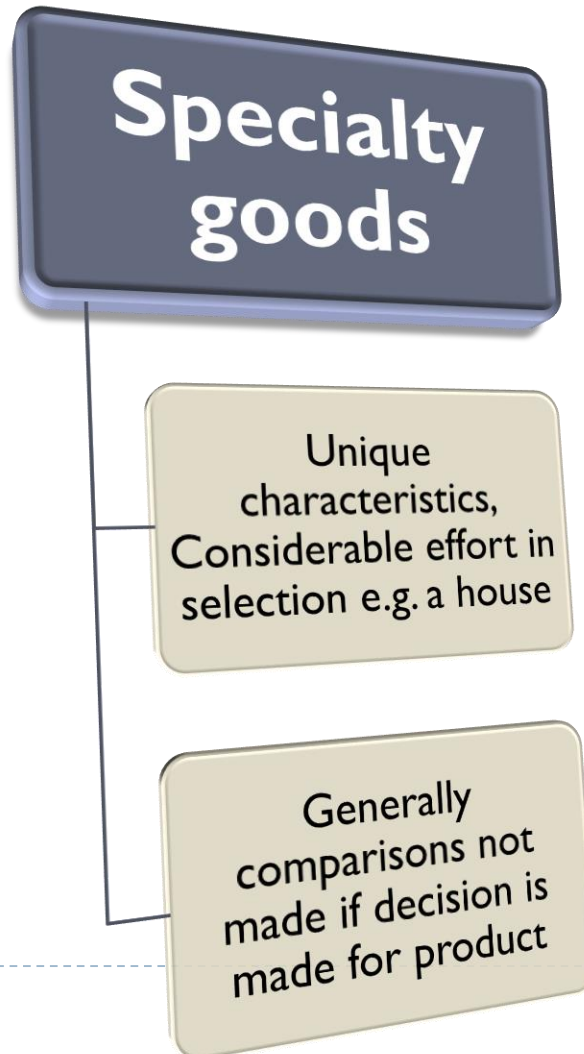 Specialty
goods
Unique
characteristics,
Considerable effort in
selection e.g. a house
Generally
comparisons not
made if decision is
made for product